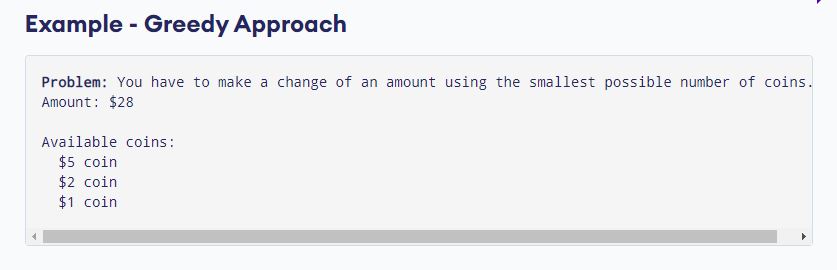 Example - Greedy Approach
Problem: You have to make a change of an amount using the smallest possible number of coins.
Amount: $28
Available coins:
$5 coin
$2 coin
$1 coin